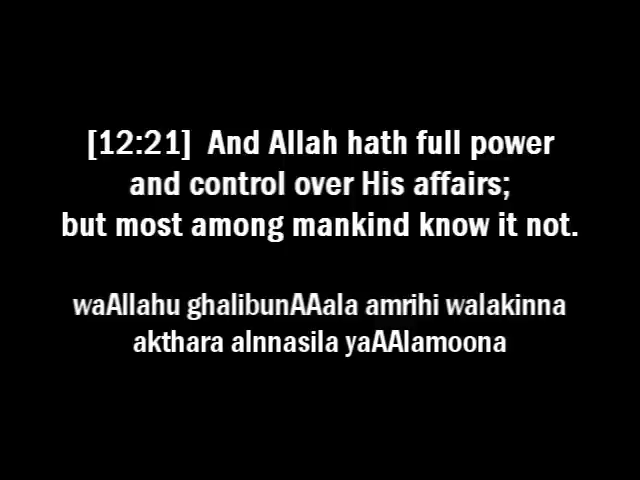 [12:21] And Allah hath full power
and control over His affairs;
but most among mankind know it not.
waAllahu ghalibunAAala amrihi walakinna
akthara alnnasila yaAAlamoona